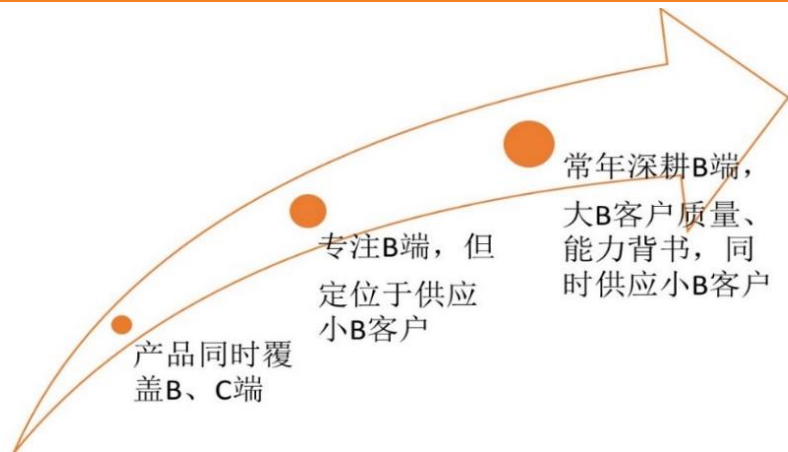 常年深耕B端，
大B客户质量、
能力背书，同
时供应小B客户
专注B端，但
定位于供应
小B客户
产品同时覆
盖B、C端